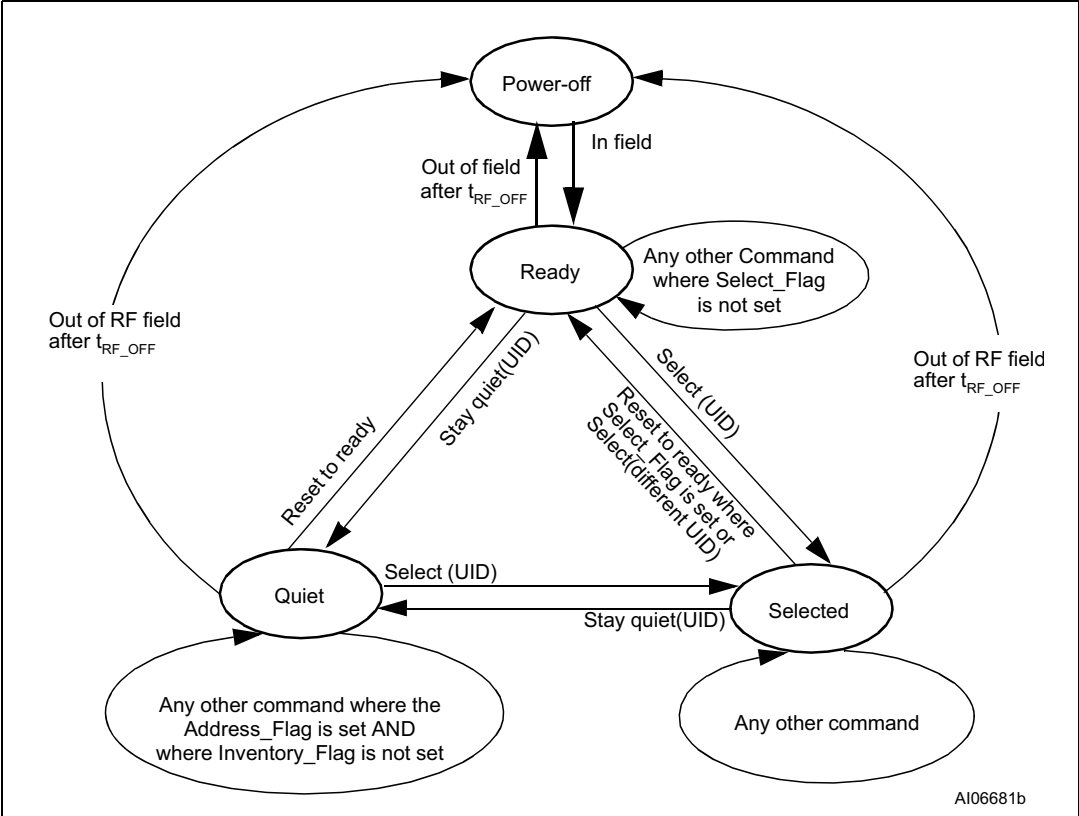 Power-off
In field
Out of field
after tRF_OFF
Ready
Any other Command
where Select_Flag
is not set
Out of RF field
after tRF_OFF
Out of RF field
after tRF_OFF
Reset to ready
Stay quiet(UID)
Select (UID)
Reset to ready where
Select_Flag is set or
Select(different UID)
Quiet
Select (UID)
Stay quiet(UID)
Selected
Any other command where the
Address_Flag is set AND
where Inventory_Flag is not set
Any other command
AI06681b